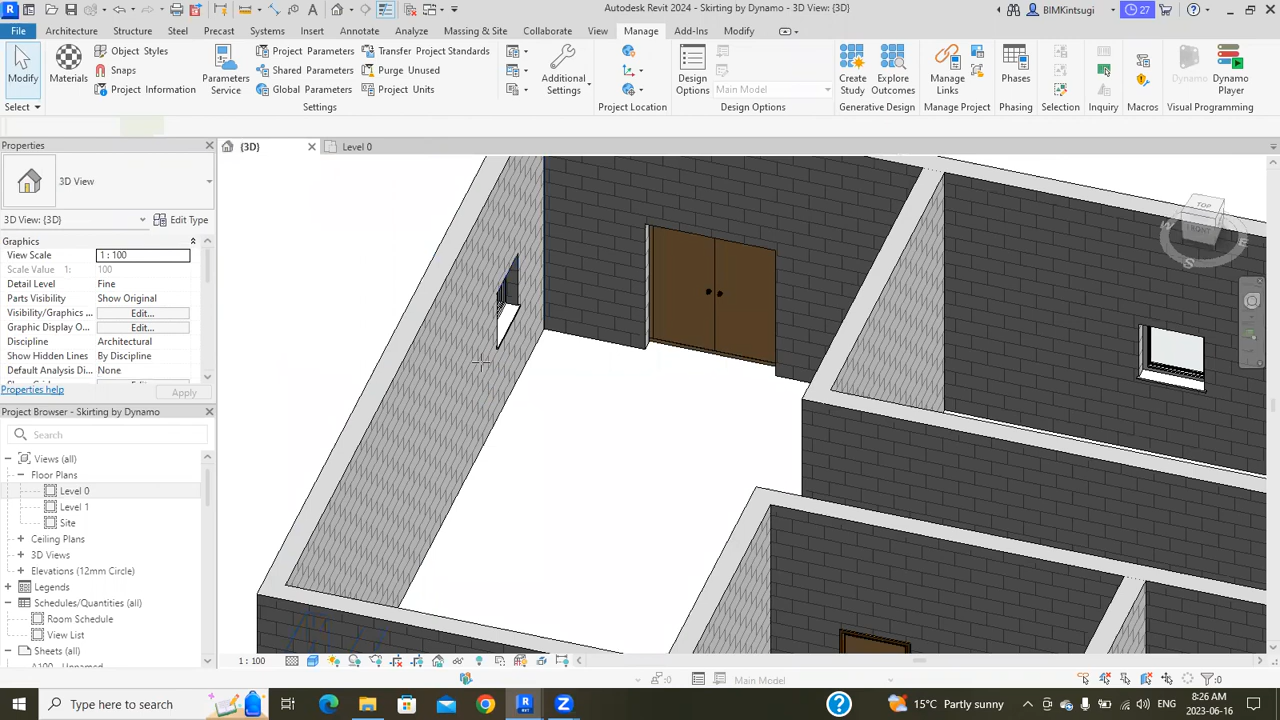 Autodesk Revit 2024 - Skirting by Dynamo - 3D View: {3D}
BIMKintsugi
27
File Architecture Structure Steel Precast Systems Insert Annotate Analyze Massing & Site Collaborate View Manage Add-Ins Modify
Modify
Select
Materials
Object Styles
Snaps
Project Information
Parameters
Service
Project Parameters
Shared Parameters
Global Parameters
Transfer Project Standards
Purge Unused
Project Units
Settings
Additional
Settings
Project Location
Design
Options
Main Model
Design Options
Create
Study
Explore
Outcomes
Generative Design
Manage
Links
Manage Project
Phases
Phasing
Selection
Inquiry
Macros
Dynamo
Dynamo
Player
Visual Programming
Properties
{3D}
Level 0
3D View
3D View: {3D}
Edit Type
Graphics
View Scale 1 : 100
Scale Value 1: 100
Detail Level Fine
Parts Visibility Show Original
Visibility/Graphics ... Edit...
Graphic Display O... Edit...
Discipline Architectural
Show Hidden Lines By Discipline
Default Analysis Di... None
Properties help
Apply
Project Browser - Skirting by Dynamo
Search
Views (all)
Floor Plans
Level 0
Level 1
Site
Ceiling Plans
3D Views
Elevations (12mm Circle)
Legends
Schedules/Quantities (all)
Room Schedule
View List
Sheets (all)
A100 - Unnamed
TOP
FRONT
W
E
S
1 : 100
:0
Main Model
:0
Type here to search
15°C Partly sunny
8:26 AM
2023-06-16